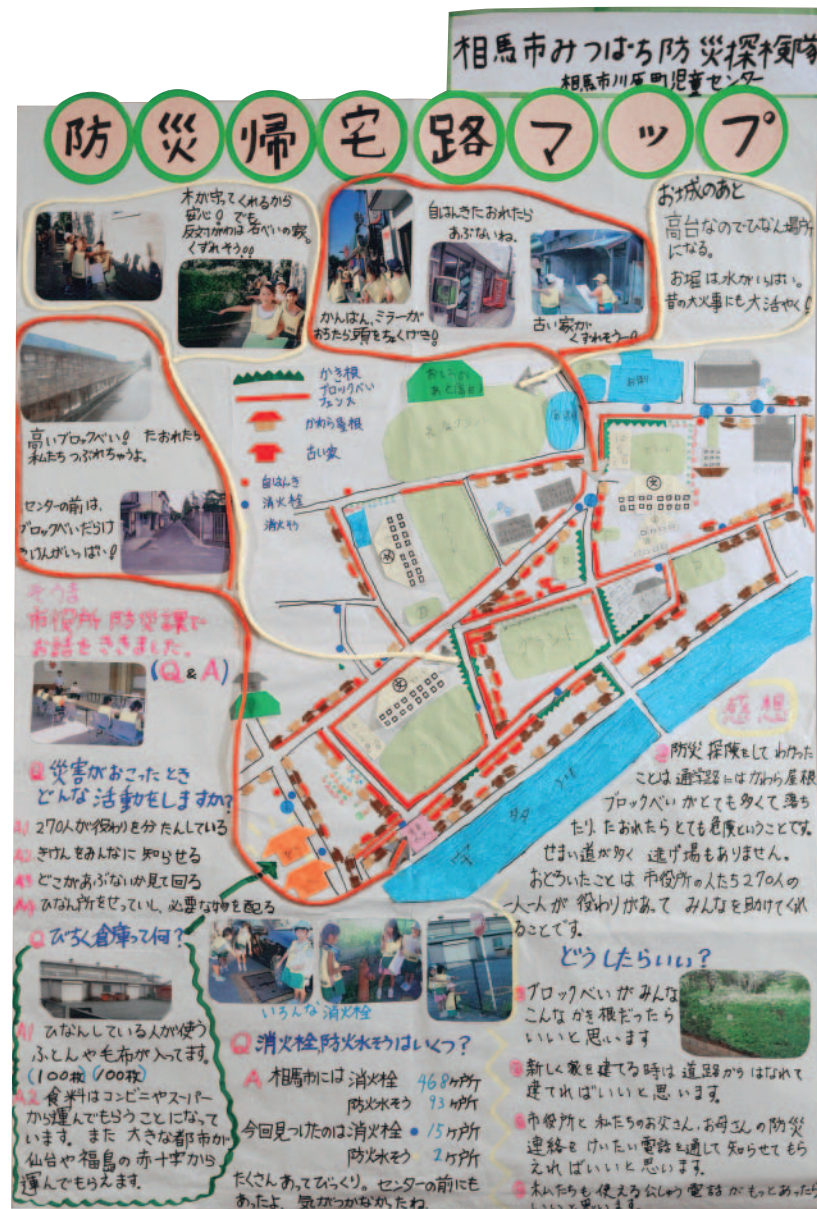 相馬市みつばち防災探検隊
相馬市川原町児童センター
防災帰宅路マップ
木が守ってくれるから
安心！でも
反対がわは石べいの家。
くずれそう！！
かんばん、ミラーが
おちたら頭をちょくげき！
自はんきたおれたら
あぶないね。
古い家が
くずれそう〜！
お城のあと
高台なのでひなん場所
になる。
お堀は水がいっぱい。
昔の大火事にも大活やく！
高いブロックべい！たおれたら
私たちつぶれちゃうよ。
センターの前は、
ブロックべいだらけ
きけんがいっぱい！
かき根
ブロックべい
フェンス
かわら屋根
古い家
自はんき
消火栓
消火そう
お堀
グランド
市役所防災課で
お話をききました。
(Q&A)
Q 災害がおこったとき
どんな活動をしますか？
A1 270人が役わりを分たんしている
A2 きけんをみんなに知らせる
A3 どこがあぶないか見て回る
A4 ひなん所をせっていし、必要な物を配る
Q びちく倉庫って何？
A1 ひなんしている人が使う
ふとんや毛布が入ってます。
(100枚)(100枚)
A2 食料はコンビニやスーパー
から運んでもらうことになって
います。また大きな都市が
仙台や福島の赤十字から
運んでもらえます。
いろんな消火栓
Q 消火栓,防火水そうはいくつ？
A 相馬市には消火栓 468ヶ所
防火水そう 93ヶ所
今回見つけたのは消火栓 15ヶ所
防火水そう 2ヶ所
たくさんあってびっくり。センターの前にも
あったよ。気がつかなかったね。
感想
防災探険をしてわかった
ことは通学路にはかわら屋根
ブロックべいがとても多くて落ち
たり、たおれたらとても危険ということです。
せまい道が多く逃げ場もありません。
おどろいたことは市役所の人たち270人の
一人一人が役わりがあってみんなを助けてくれ
ることです。
どうしたらいい？
ブロックべいがみんな
こんなかき根だったら
いいと思います
新しく家を建てる時は道路からはなれて
建てればいいと思います。
市役所と私たちのお父さん、お母さんの防災
連絡をけいたい電話を通して知らせてもら
えればいいと思います。
私たちも使える公しゅう電話がもっとあったら
いいと思います。